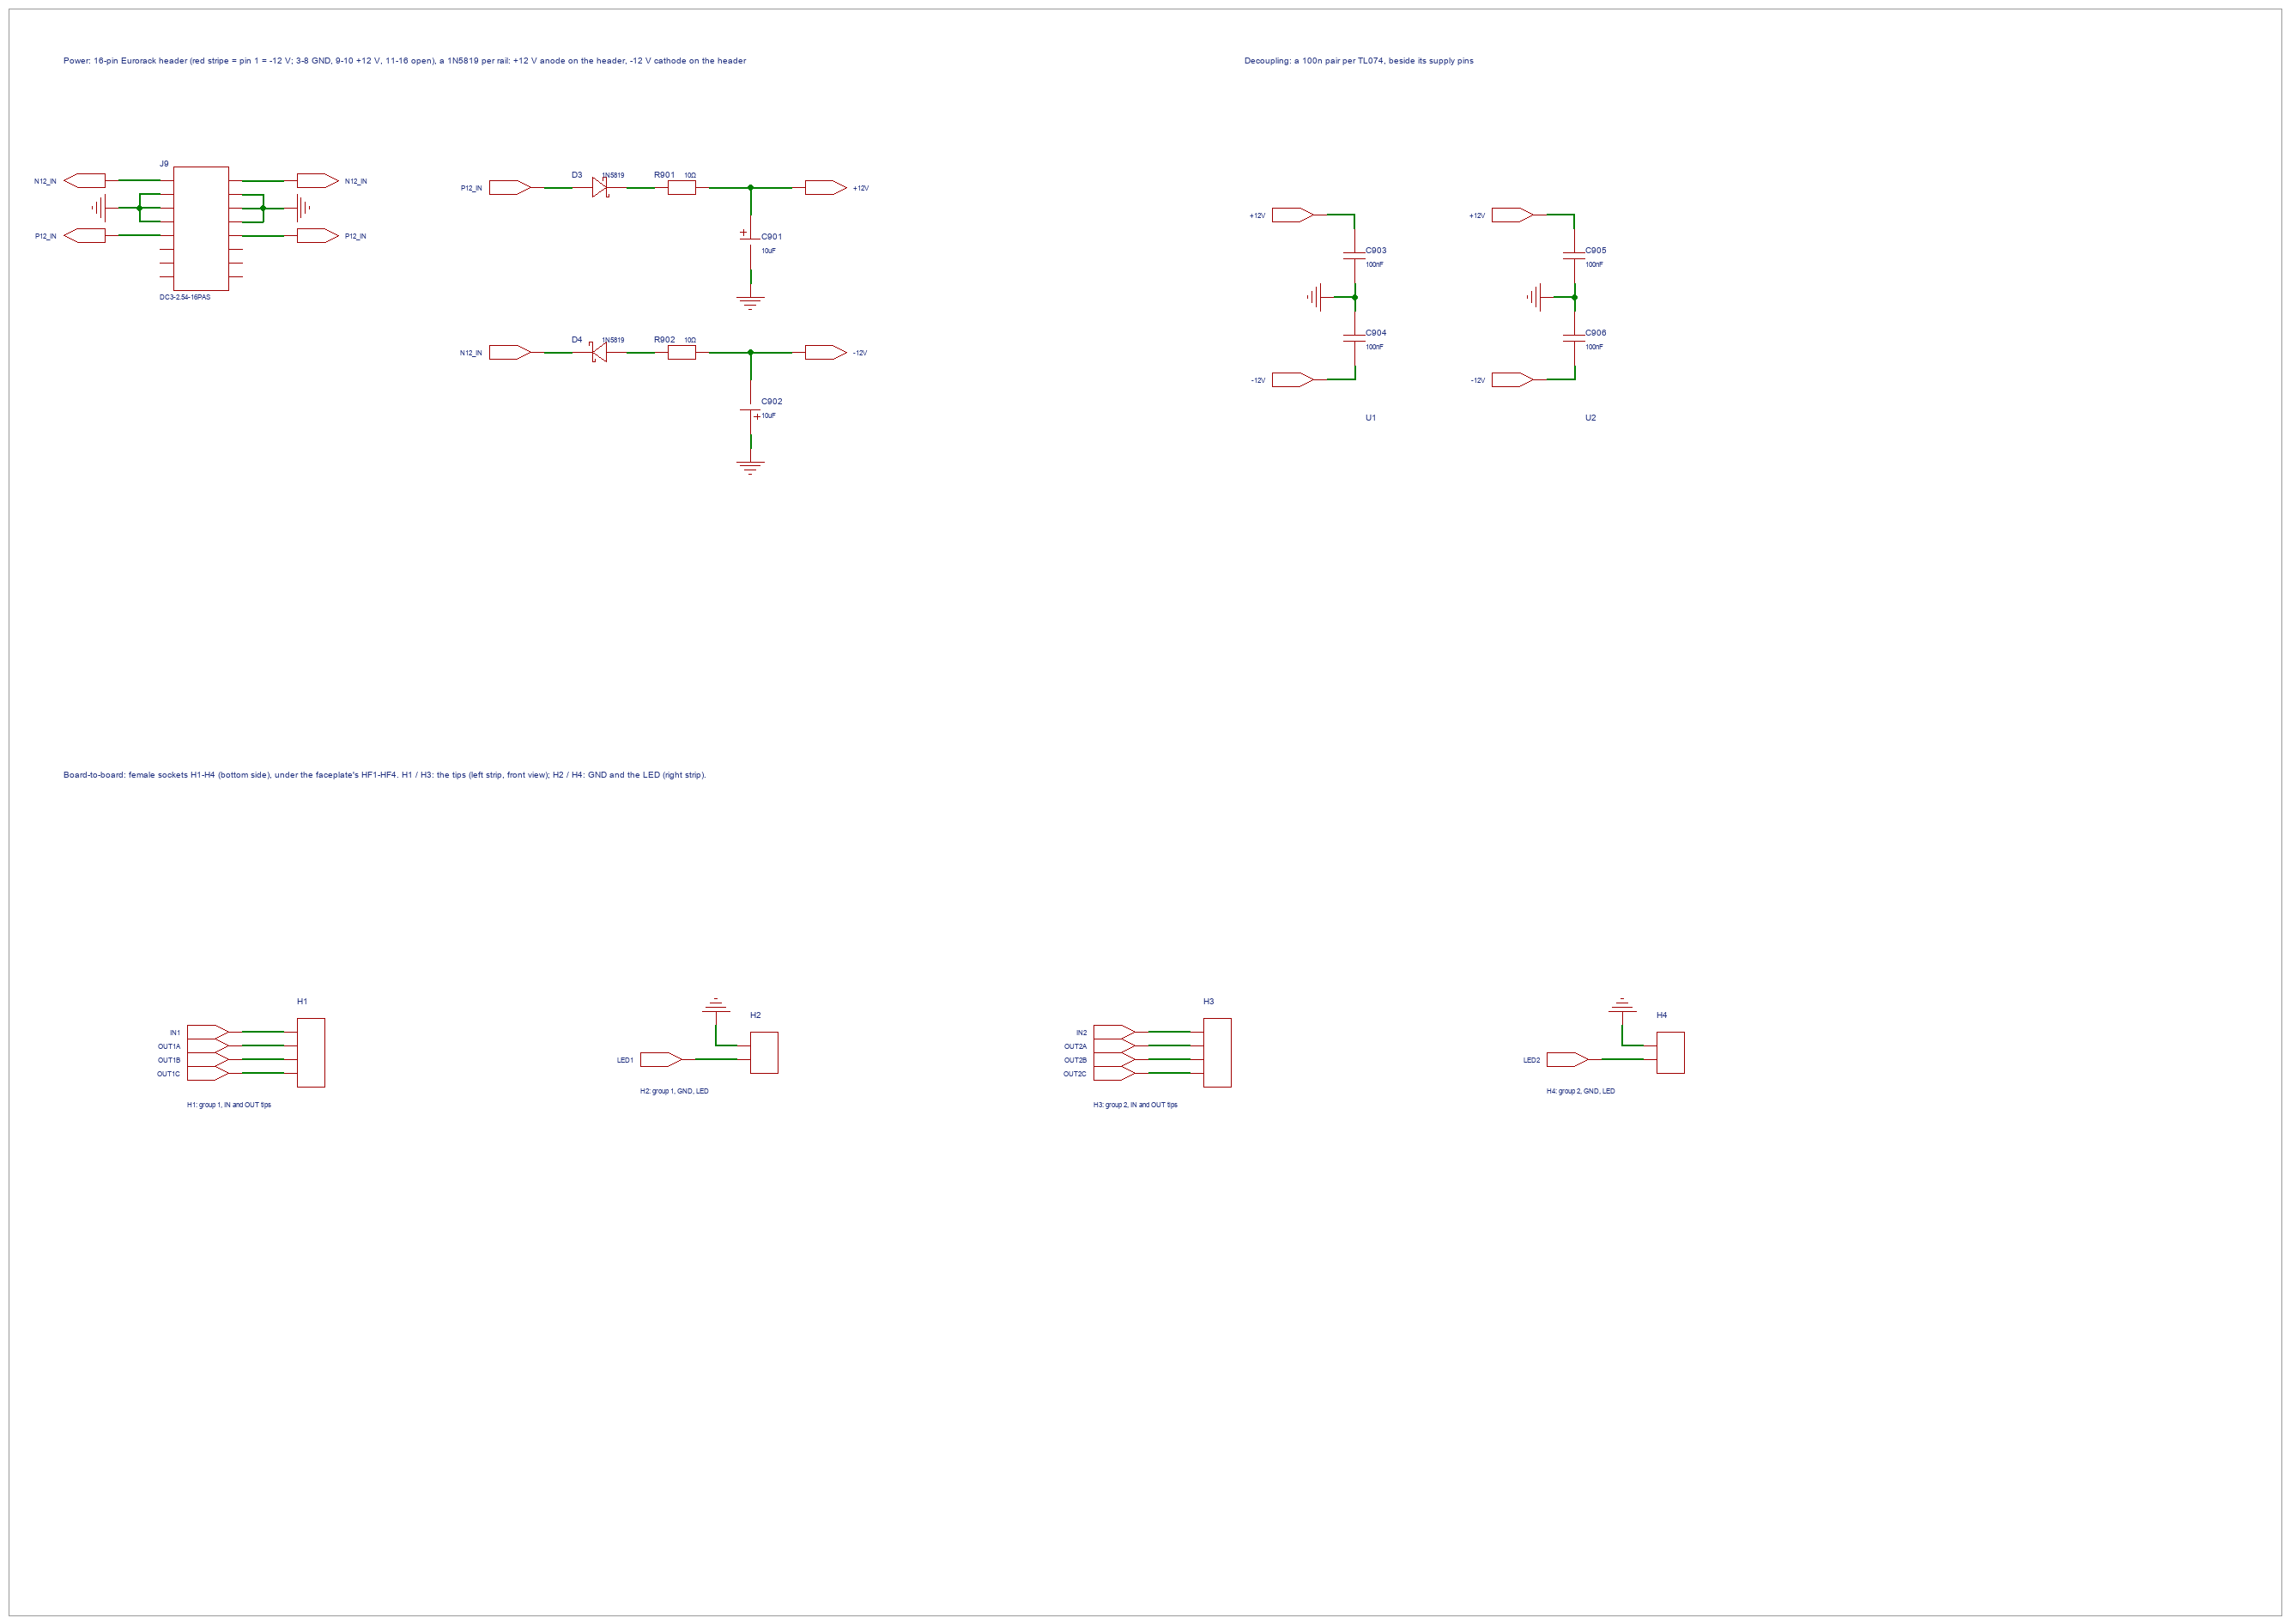 Power: 16-pin Eurorack header (red stripe = pin 1 = -12 V; 3-8 GND, 9-10 +12 V, 11-16 open), a 1N5819 per rail: +12 V anode on the header, -12 V cathode on the header
Decoupling: a 100n pair per TL074, beside its supply pins
J9
N12_IN
N12_IN
P12_IN
P12_IN
DC3-2.54-16PAS
D3
1N5819
R901
10Ω
P12_IN
+12V
+
C901
10uF
D4
1N5819
R902
10Ω
N12_IN
-12V
C902
+
10uF
+12V
C903
100nF
C904
100nF
-12V
U1
+12V
C905
100nF
C906
100nF
-12V
U2
Board-to-board: female sockets H1-H4 (bottom side), under the faceplate's HF1-HF4. H1 / H3: the tips (left strip, front view); H2 / H4: GND and the LED (right strip).
H1
IN1
OUT1A
OUT1B
OUT1C
H1: group 1, IN and OUT tips
H2
LED1
H2: group 1, GND, LED
H3
IN2
OUT2A
OUT2B
OUT2C
H3: group 2, IN and OUT tips
H4
LED2
H4: group 2, GND, LED